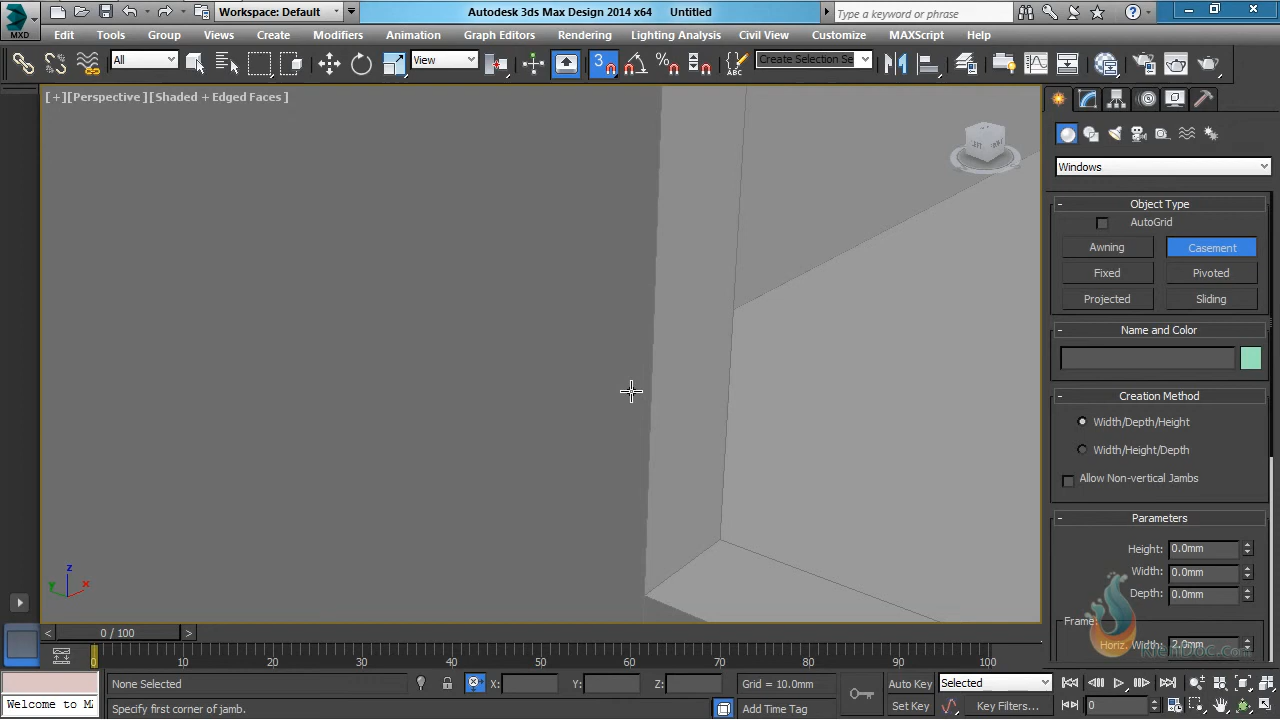 Workspace: Default
Autodesk 3ds Max Design 2014 x64 Untitled
Type a keyword or phrase
MXD
Edit Tools Group Views Create Modifiers Animation Graph Editors Rendering Lighting Analysis Civil View Customize MAXScript Help
All
View
3
Create Selection Se
[+][Perspective][Shaded + Edged Faces]
Windows
Object Type
AutoGrid
Awning Casement
Fixed Pivoted
Projected Sliding
Name and Color
Creation Method
Width/Depth/Height
Width/Height/Depth
Allow Non-vertical Jambs
Parameters
Height: 0.0mm
Width: 0.0mm
Depth: 0.0mm
Frame:
Horiz. Width: 2.0mm
z
y x
0 / 100
0 10 20 30 40 50 60 70 80 90 100
None Selected X: Y: Z: Grid = 10.0mm Auto Key Selected
Welcome to M Specify first corner of jamb. Add Time Tag Set Key Key Filters... 0